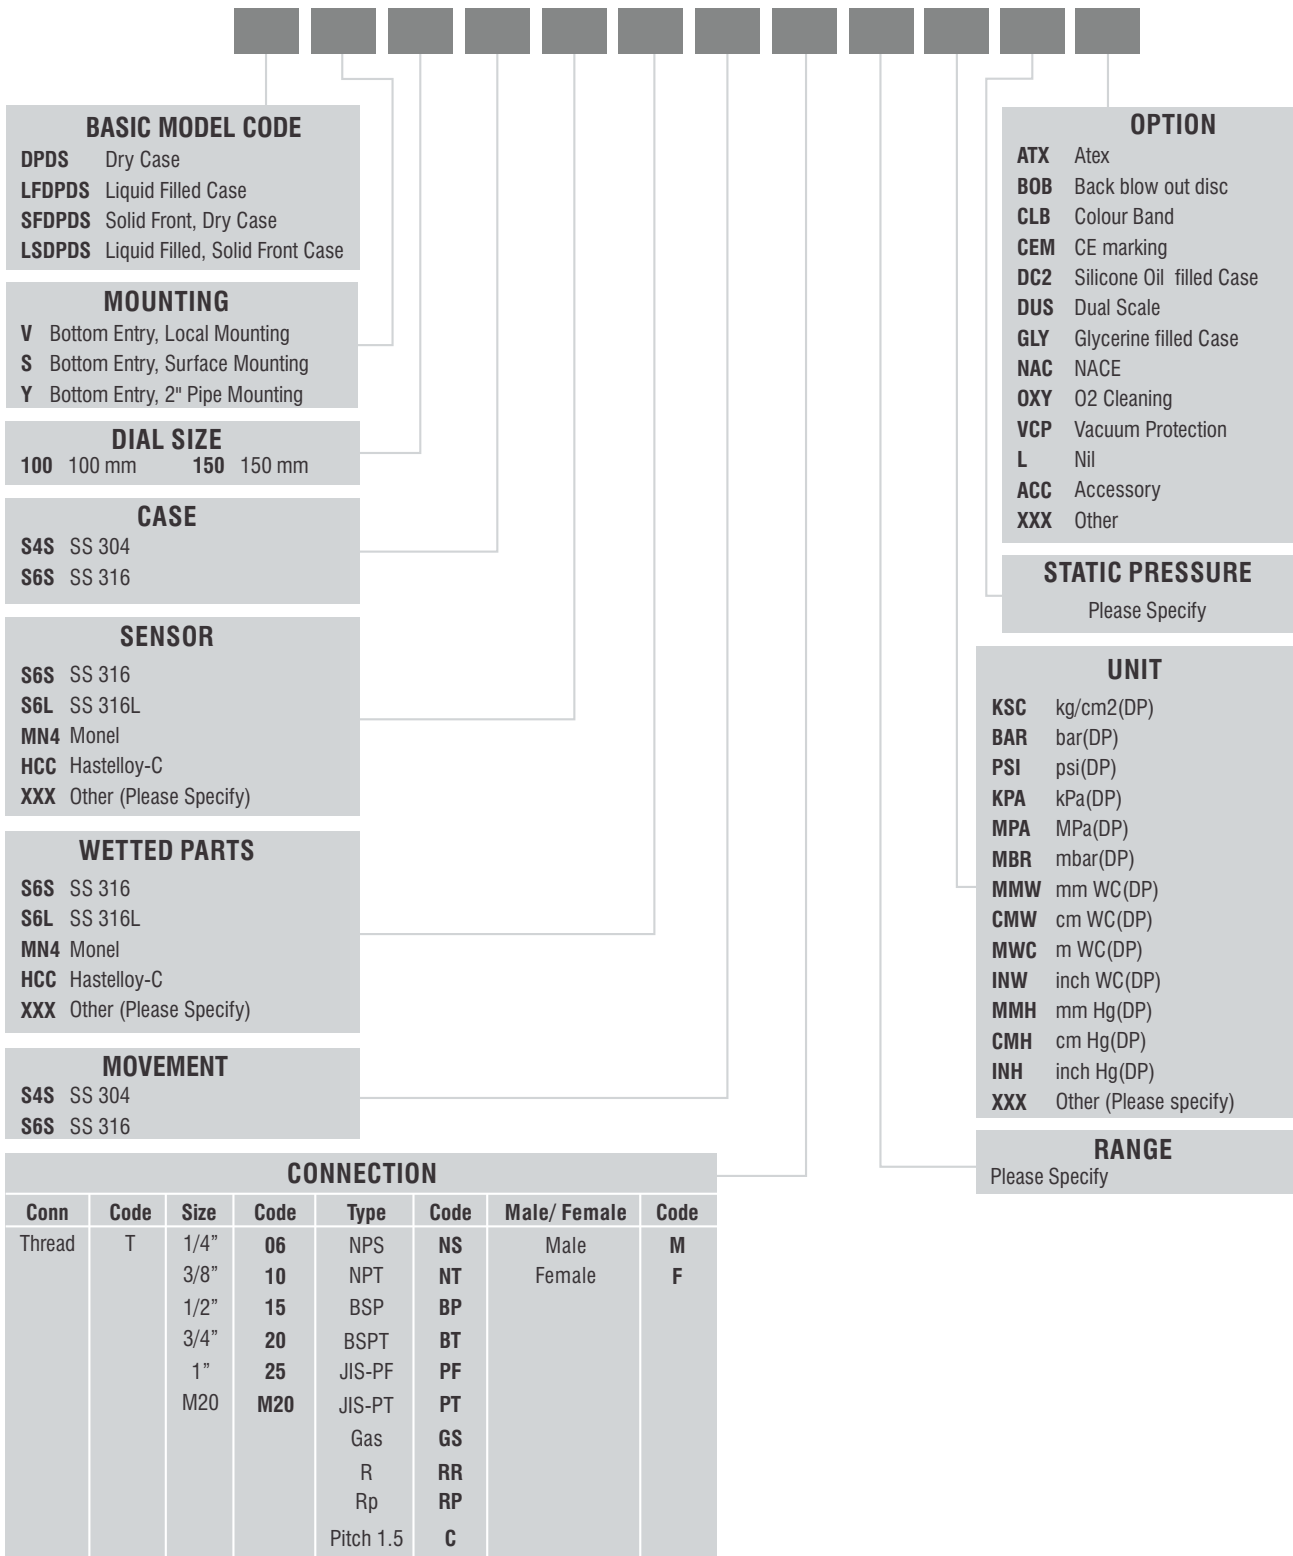 BASIC MODEL CODE
DPDS Dry Case
LFDPDS Liquid Filled Case
SFDPDS Solid Front, Dry Case
LSDPDS Liquid Filled, Solid Front Case
MOUNTING
V Bottom Entry, Local Mounting
S Bottom Entry, Surface Mounting
Y Bottom Entry, 2" Pipe Mounting
DIAL SIZE
100 100 mm 150 150 mm
CASE
S4S SS 304
S6S SS 316
SENSOR
S6S SS 316
S6L SS 316L
MN4 Monel
HCC Hastelloy-C
XXX Other (Please Specify)
WETTED PARTS
S6S SS 316
S6L SS 316L
MN4 Monel
HCC Hastelloy-C
XXX Other (Please Specify)
MOVEMENT
S4S SS 304
S6S SS 316
CONNECTION
Conn Code Size Code Type Code Male/ Female Code
Thread T 1/4” 06 NPS NS Male M
3/8” 10 NPT NT Female F
1/2” 15 BSP BP
3/4” 20 BSPT BT
1” 25 JIS-PF PF
M20 M20 JIS-PT PT
Gas GS
R RR
Rp RP
Pitch 1.5 C
OPTION
ATX Atex
BOB Back blow out disc
CLB Colour Band
CEM CE marking
DC2 Silicone Oil filled Case
DUS Dual Scale
GLY Glycerine filled Case
NAC NACE
OXY O2 Cleaning
VCP Vacuum Protection
L Nil
ACC Accessory
XXX Other
STATIC PRESSURE
Please Specify
UNIT
KSC kg/cm2(DP)
BAR bar(DP)
PSI psi(DP)
KPA kPa(DP)
MPA MPa(DP)
MBR mbar(DP)
MMW mm WC(DP)
CMW cm WC(DP)
MWC m WC(DP)
INW inch WC(DP)
MMH mm Hg(DP)
CMH cm Hg(DP)
INH inch Hg(DP)
XXX Other (Please specify)
RANGE
Please Specify